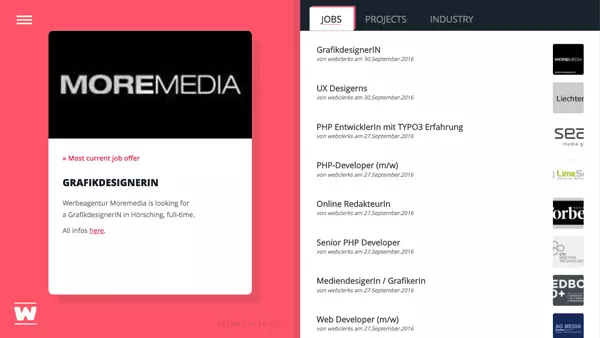 MOREMEDIA
» Most current job offer
GRAFIKDESIGNERIN
Werbeagentur Moremedia is looking for
a GrafikdesignerIN in Hörsching, full-time.
All infos here.
W
JOBS PROJECTS INDUSTRY
GrafikdesignerIN
von webclerks am 30.September.2016
MOREMEDIA
UX Desigerns
von webclerks am 30.September.2016
Liechter
PHP EntwicklerIn mit TYPO3 Erfahrung
von webclerks am 27.September.2016
sea
media g
PHP-Developer (m/w)
von webclerks am 27.September.2016
LimeSo
Online RedakteurIn
von webclerks am 27.September.2016
orbe
Senior PHP Developer
von webclerks am 27.September.2016
MEETING
TECHNOLOGY
MediendesigerIn / GrafikerIn
von webclerks am 27.September.2016
EDBO
D+
Web Developer (m/w)
von webclerks am 27.September.2016
AG MEDIA